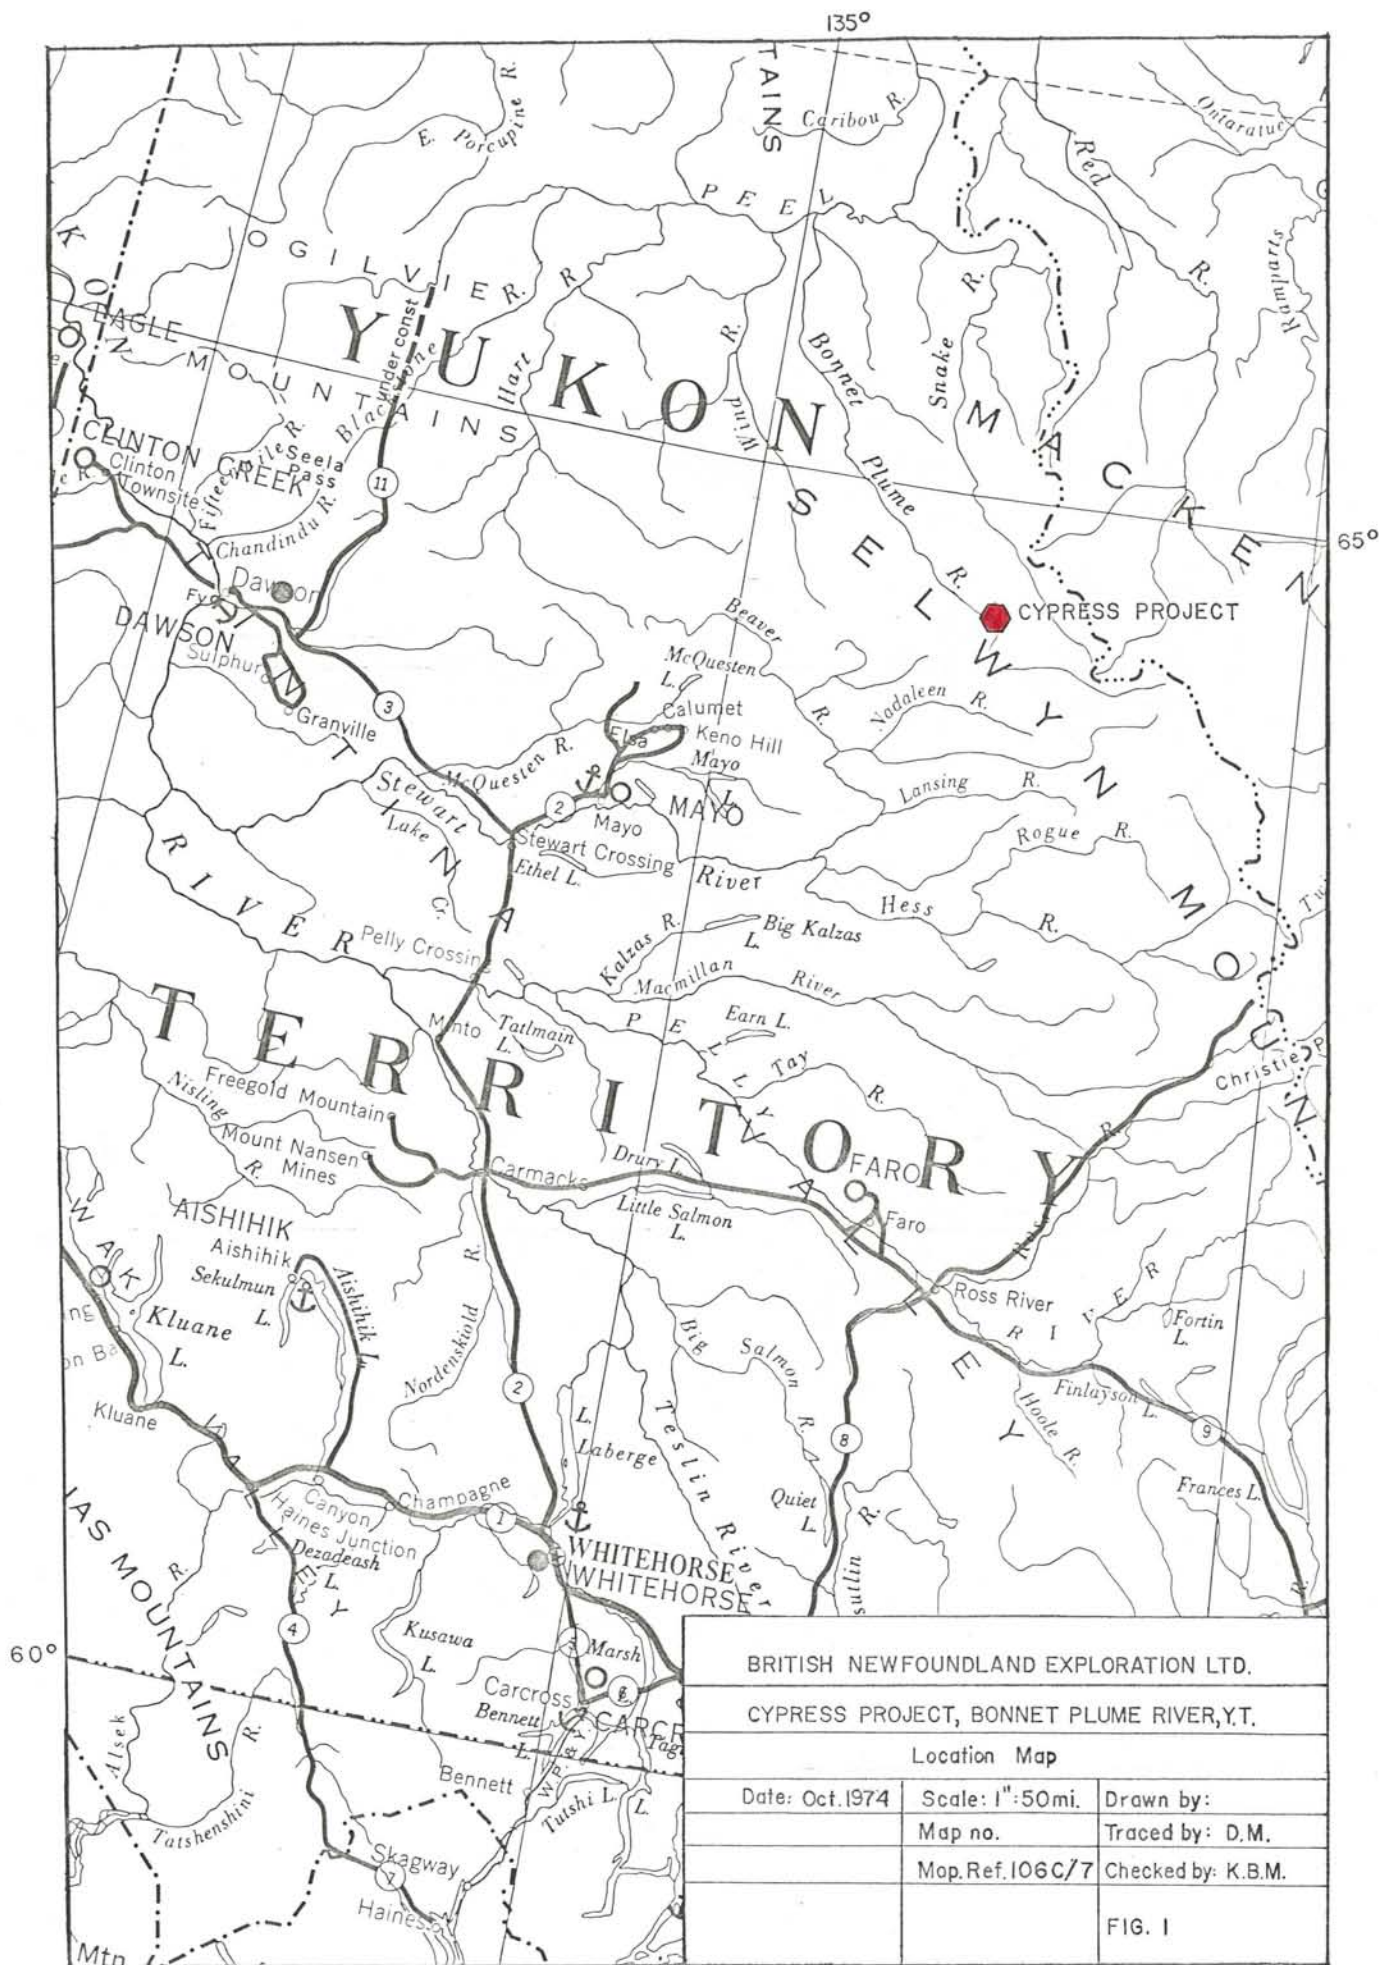 135°
TAINS
Caribou R.
E. Porcupine R.
Ontaratue
Red R.
PEEL
Ramparts
OGILVIE
MOUNTAINS
EAGLE
YUKON
under const
Blackstone R.
Hart R.
Wind R.
Bonnet Plume R.
Snake R.
MACKEN
CLINTON CREEK
Clinton Townsite
Fifteenmile R.
Seela Pass
11
Chandindu R.
SELWYN MOUN
65°
Dawson
DAWSON
Sulphur
Granville
3
CYPRESS PROJECT
Beaver R.
McQuesten L.
Calumet
Elsa
Keno Hill
Nadaleen R.
McQuesten R.
Mayo L.
MAYO
Mayo
2
Lansing R.
Rogue R.
Stewart
Lake Cr.
Stewart Crossing
Ethel L.
River
Hess R.
RIVER
Pelly Crossing
Kalzas R.
Big Kalzas L.
Macmillan River
TERRITORY
Minto
Tatlmain L.
Earn L.
PELLY
Tay R.
Christie P
Freegold Mountain
Nisling R.
Mount Nansen Mines
Carmacks
Drury L.
Little Salmon L.
FARO
Faro
AISHIHIK
Aishihik
Sekulmun L.
Aishihik L.
WAK
Kluane L.
Nordenskiold R.
Ross River
RIVER
Fortin L.
Big Salmon R.
VALLEY
Finlayson L.
Hoole R.
Kluane
2
8
9
L. Laberge
Teslin River
Quiet L.
Frances L.
Champagne
Canyon
Haines Junction
Dezadeash L.
1
WHITEHORSE
WHITEHORSE
IAS MOUNTAINS
4
Kusawa L.
Marsh
60°
Carcross
CARCR
Bennett L.
Bennett
Tutshi L.
Alsek R.
Tatshenshini R.
Skagway
7
Haines
Mtn
BRITISH NEWFOUNDLAND EXPLORATION LTD.
CYPRESS PROJECT, BONNET PLUME RIVER, Y.T.
Location Map
Date: Oct.1974
Scale: 1":50mi.
Drawn by:
Map no.
Traced by: D.M.
Map.Ref.106C/7
Checked by: K.B.M.
FIG. 1